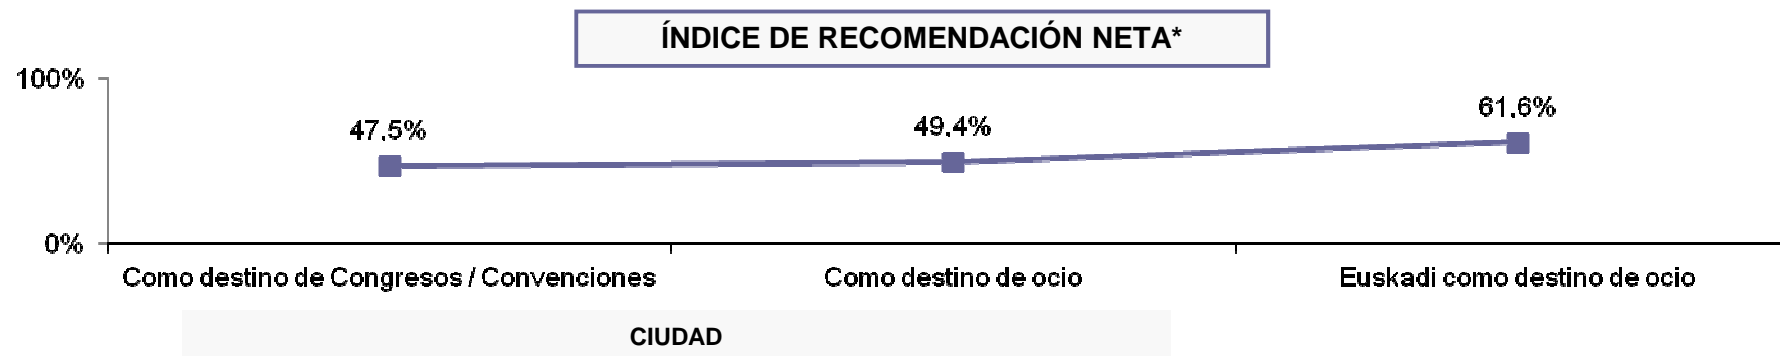 ÍNDICE DE RECOMENDACIÓN NETA*
100%
47,5%
49,4%
61,6%
0%
Como destino de Congresos / Convenciones
Como destino de ocio
Euskadi como destino de ocio
CIUDAD